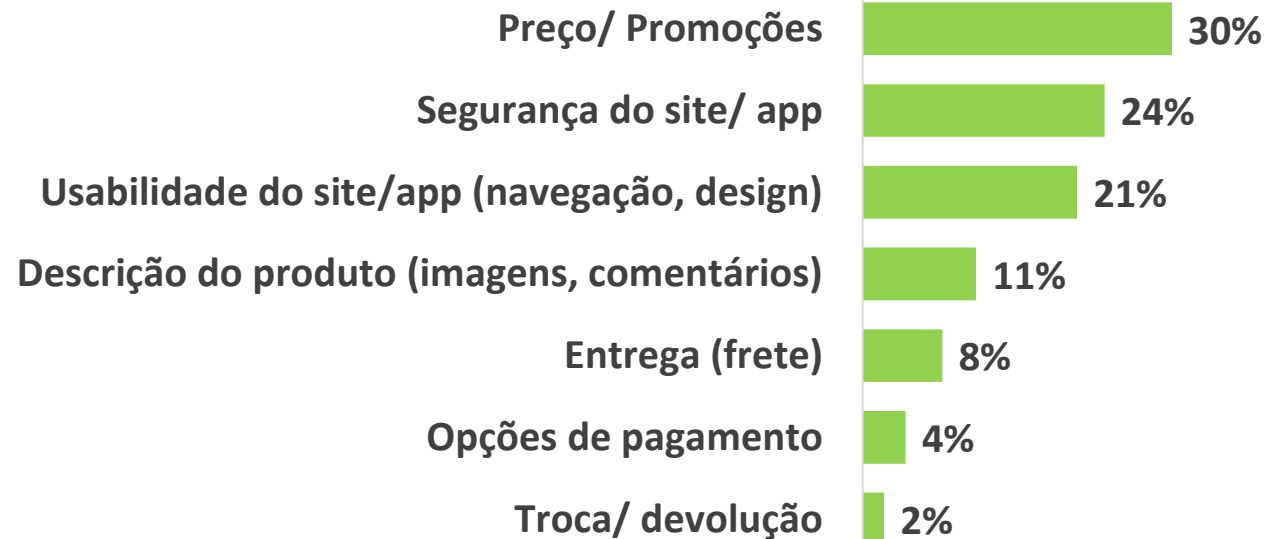 Preço/ Promoções 30%
Segurança do site/ app 24%
Usabilidade do site/app (navegação, design) 21%
Descrição do produto (imagens, comentários) 11%
Entrega (frete) 8%
Opções de pagamento 4%
Troca/ devolução 2%